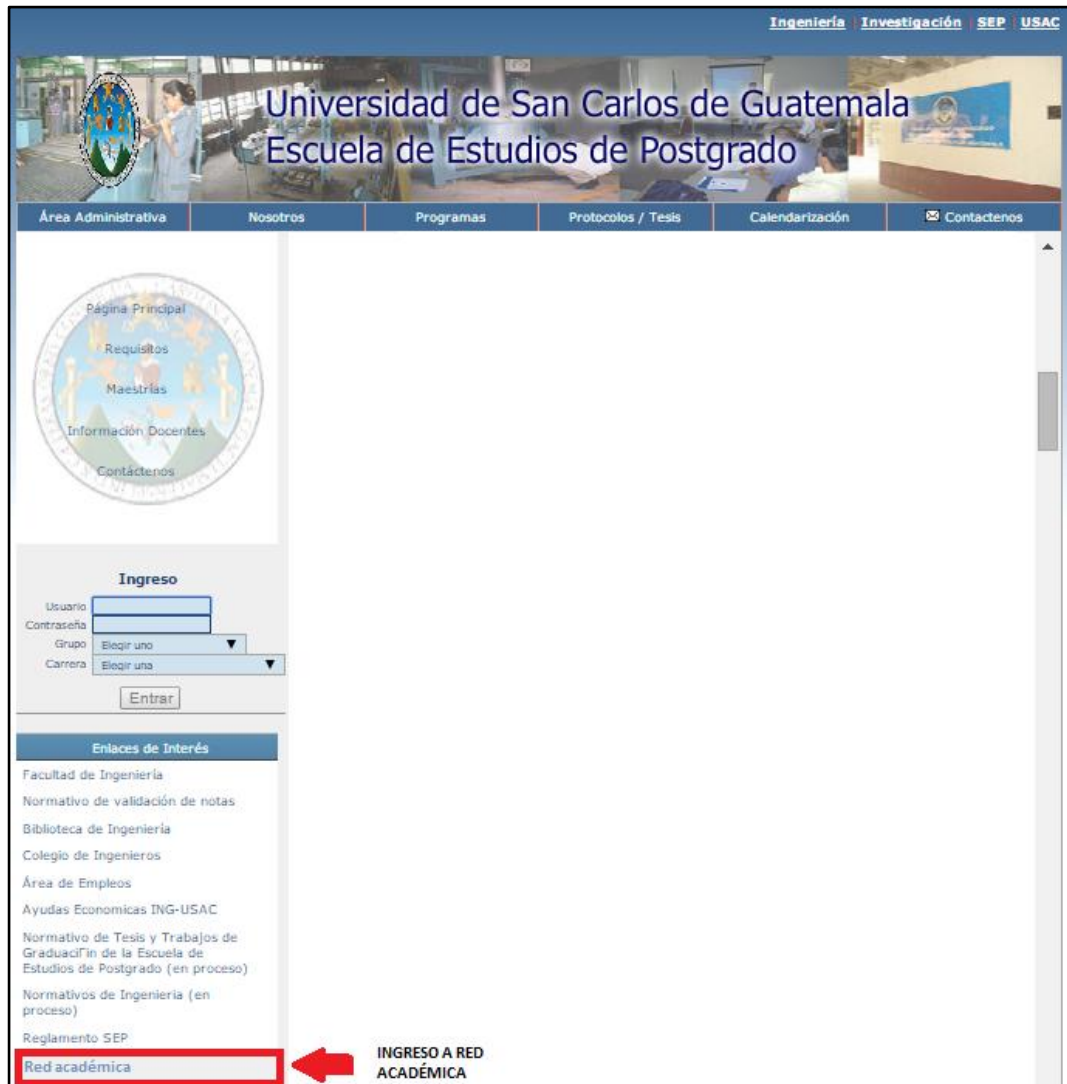 Ingeniería | Investigación | SEP | USAC
Universidad de San Carlos de Guatemala
Escuela de Estudios de Postgrado
Área Administrativa
Nosotros
Programas
Protocolos / Tesis
Calendarización
Contactenos
Página Principal
Requisitos
Maestrías
Información Docentes
Contáctenos
Ingreso
Usuario
Contraseña
Grupo Elegir uno
Carrera Elegir una
Entrar
Enlaces de Interés
Facultad de Ingeniería
Normativo de validación de notas
Biblioteca de Ingeniería
Colegio de Ingenieros
Área de Empleos
Ayudas Economicas ING-USAC
Normativo de Tesis y Trabajos de
GraduaciГіn de la Escuela de
Estudios de Postgrado (en proceso)
Normativos de Ingenieria (en
proceso)
Reglamento SEP
Red académica
INGRESO A RED
ACADÉMICA